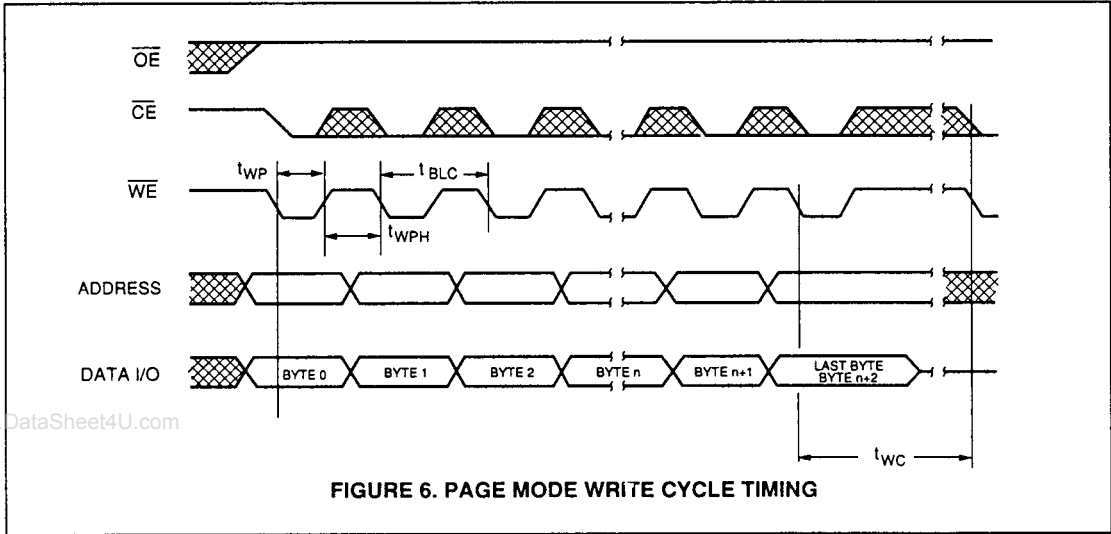 OE
CE
tWP
tBLC
WE
tWPH
ADDRESS
DATA I/O
BYTE 0
BYTE 1
BYTE 2
BYTE n
BYTE n+1
LAST BYTE
BYTE n+2
DataSheet4U.com
tWC
FIGURE 6. PAGE MODE WRITE CYCLE TIMING